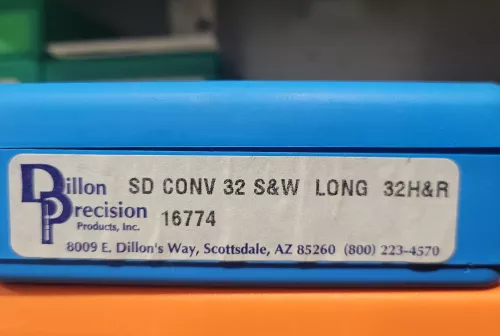 Dillon SD CONV 32 S&W LONG 32H&R
Precision 16774
Products, Inc.
8009 E. Dillon's Way, Scottsdale, AZ 85260 (800) 223-4570